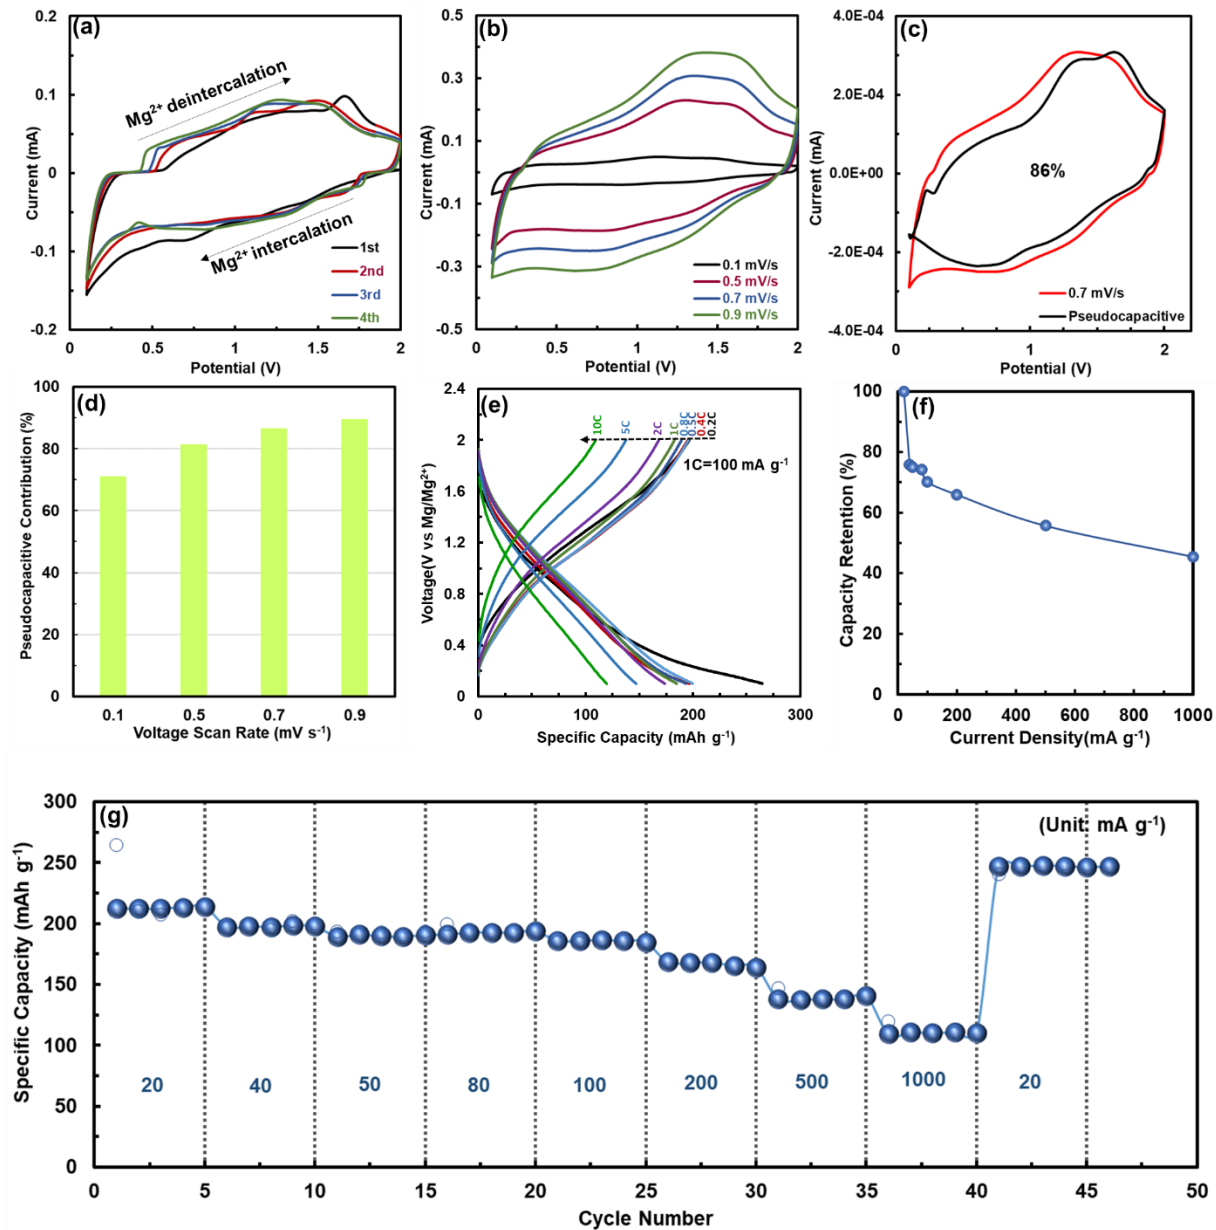 (a)
Current (mA)
0.2
0.1
0
-0.1
-0.2
Mg²⁺ deintercalation
Mg²⁺ intercalation
1st
2nd
3rd
4th
0
0.5
1
1.5
2
Potential (V)
(b)
Current (mA)
0.5
0.3
0.1
-0.1
-0.3
-0.5
0.1 mV/s
0.5 mV/s
0.7 mV/s
0.9 mV/s
0
0.5
1
1.5
2
Potential (V)
(c)
Current (mA)
4.0E-04
2.0E-04
0.0E+00
-2.0E-04
-4.0E-04
86%
0.7 mV/s
Pseudocapacitive
0
1
2
Potential (V)
(d)
Pseudocapacitive Contribution (%)
100
80
60
40
20
0
0.1
0.5
0.7
0.9
Voltage Scan Rate (mV s⁻¹)
(e)
Voltage(V vs Mg/Mg²⁺)
2.4
2
1.6
1.2
0.8
0.4
0
10C
5C
2C
1C
0.8C
0.5C
0.4C
0.2C
1C=100 mA g⁻¹
0
100
200
300
Specific Capacity (mAh g⁻¹)
(f)
Capacity Retention (%)
100
80
60
40
20
0
0
200
400
600
800
1000
Current Density(mA g⁻¹)
(g)
(Unit: mA g⁻¹)
Specific Capacity (mAh g⁻¹)
300
250
200
150
100
50
0
20
40
50
80
100
200
500
1000
20
0
5
10
15
20
25
30
35
40
45
50
Cycle Number